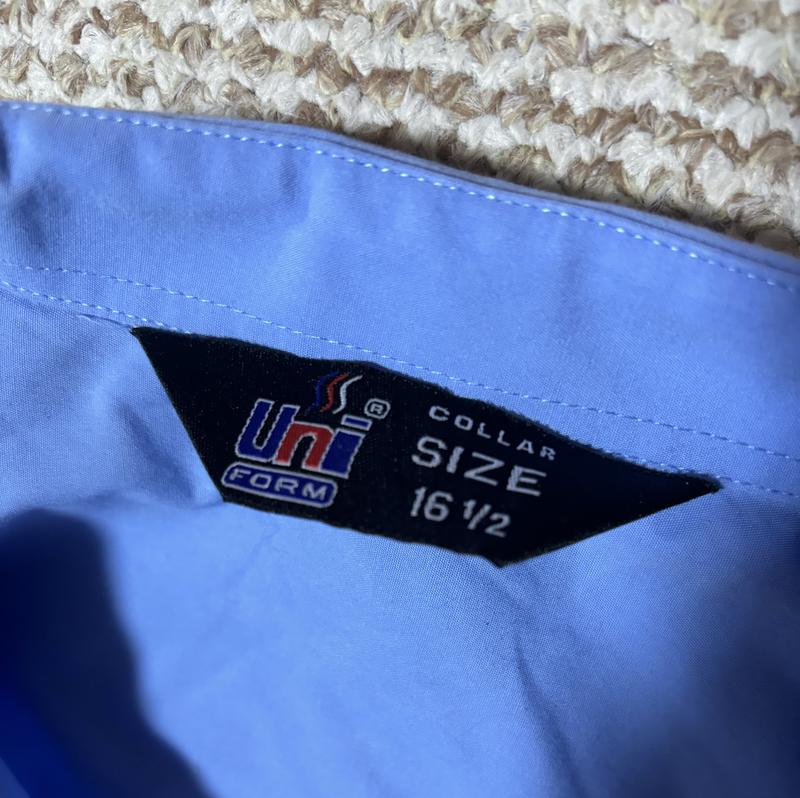 Uni®
FORM
COLLAR
SIZE
16 1/2